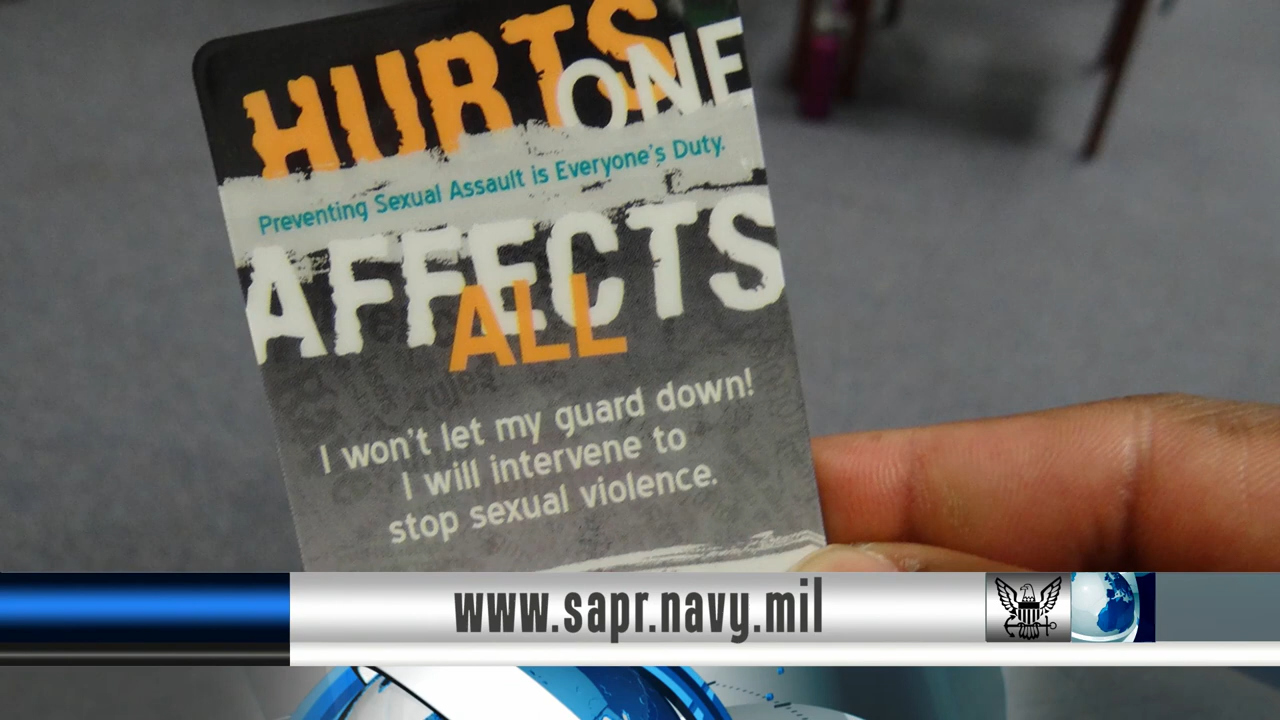 HURTS
ONE
Preventing Sexual Assault is Everyone's Duty.
AFFECTS
ALL
I won't let my guard down!
I will intervene to
stop sexual violence.
www.sapr.navy.mil